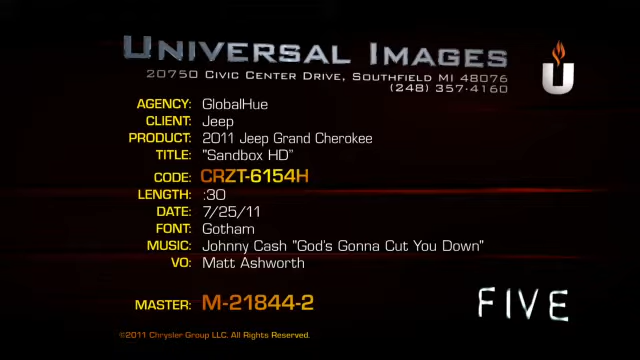 UNIVERSAL IMAGES
20750 CIVIC CENTER DRIVE, SOUTHFIELD MI 48076
(248) 357·4160
U
AGENCY: GlobalHue
CLIENT: Jeep
PRODUCT: 2011 Jeep Grand Cherokee
TITLE: "Sandbox HD"
CODE: CRZT-6154H
LENGTH: :30
DATE: 7/25/11
FONT: Gotham
MUSIC: Johnny Cash "God's Gonna Cut You Down"
VO: Matt Ashworth
MASTER: M-21844-2
FIVE
©2011 Chrysler Group LLC. All Rights Reserved.